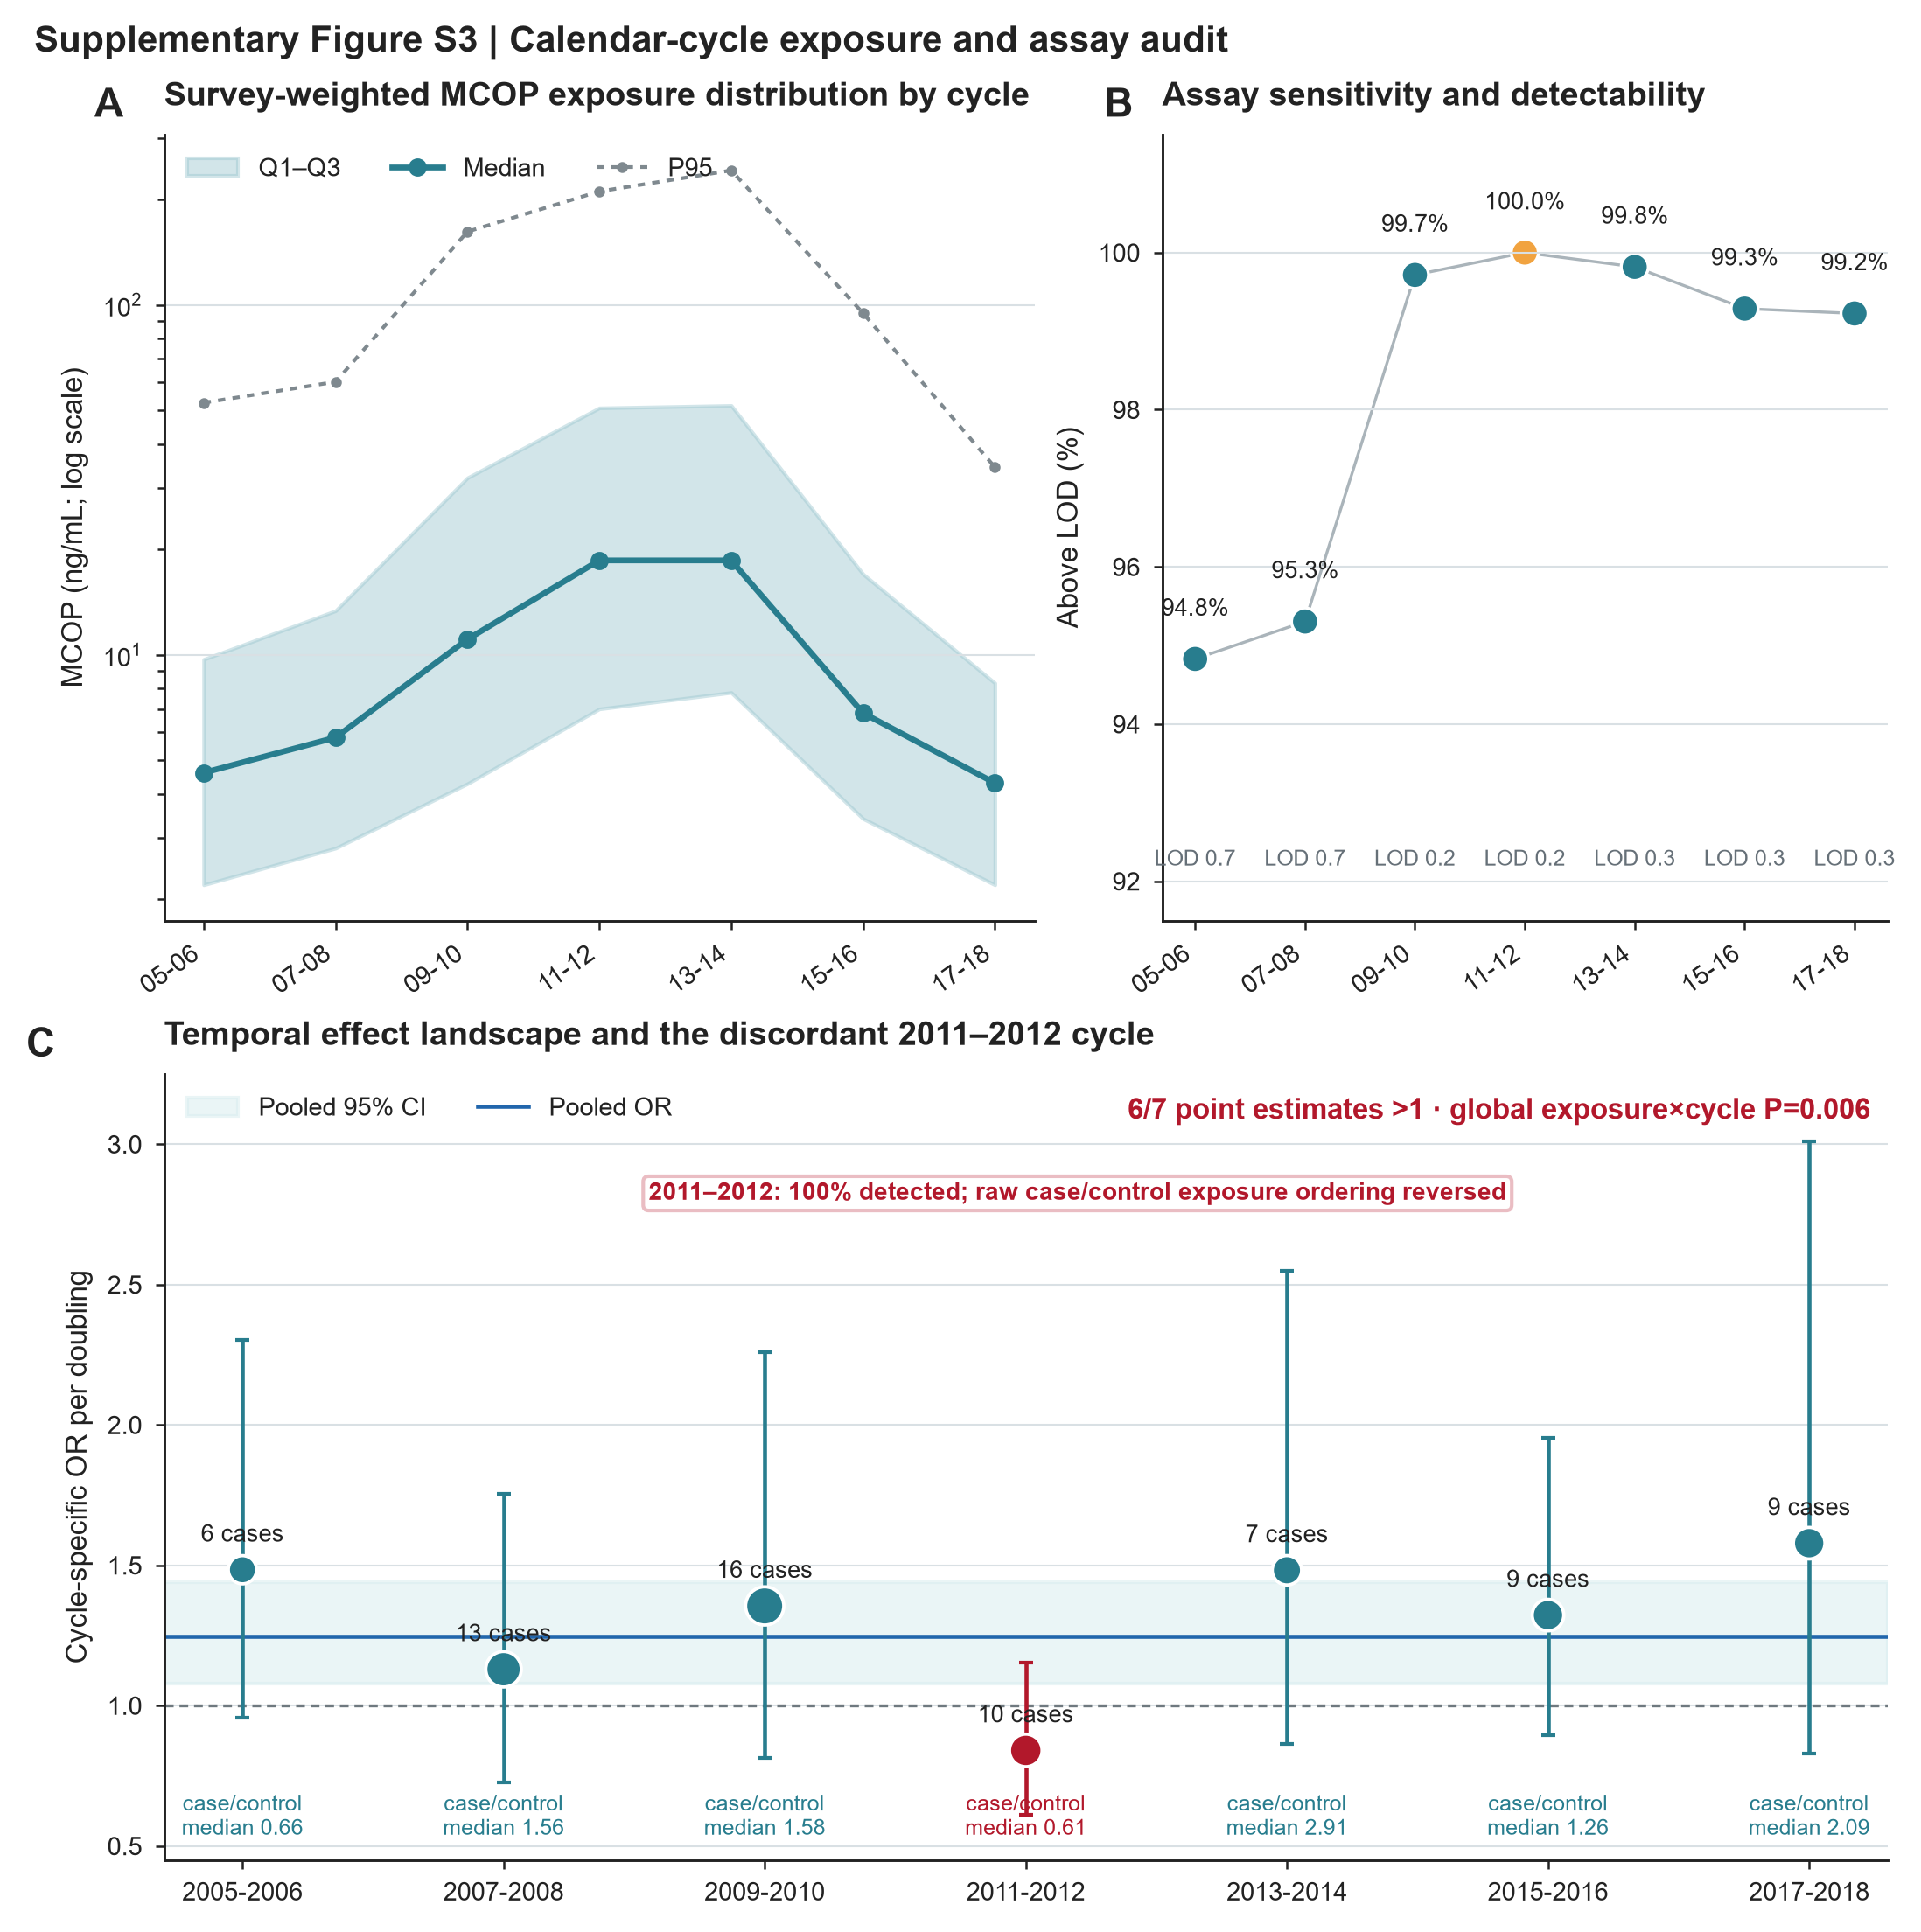 Supplementary Figure S3 | Calendar-cycle exposure and assay audit
A
Survey-weighted MCOP exposure distribution by cycle
Q1–Q3
Median
P95
MCOP (ng/mL; log scale)
10²
10¹
05-06
07-08
09-10
11-12
13-14
15-16
17-18
B
Assay sensitivity and detectability
Above LOD (%)
100
98
96
94
92
94.8%
95.3%
99.7%
100.0%
99.8%
99.3%
99.2%
LOD 0.7
LOD 0.7
LOD 0.2
LOD 0.2
LOD 0.3
LOD 0.3
LOD 0.3
05-06
07-08
09-10
11-12
13-14
15-16
17-18
C
Temporal effect landscape and the discordant 2011–2012 cycle
Pooled 95% CI
Pooled OR
6/7 point estimates >1 · global exposure×cycle P=0.006
2011–2012: 100% detected; raw case/control exposure ordering reversed
Cycle-specific OR per doubling
3.0
2.5
2.0
1.5
1.0
0.5
6 cases
13 cases
16 cases
10 cases
7 cases
9 cases
9 cases
case/control
median 0.66
case/control
median 1.56
case/control
median 1.58
case/control
median 0.61
case/control
median 2.91
case/control
median 1.26
case/control
median 2.09
2005-2006
2007-2008
2009-2010
2011-2012
2013-2014
2015-2016
2017-2018